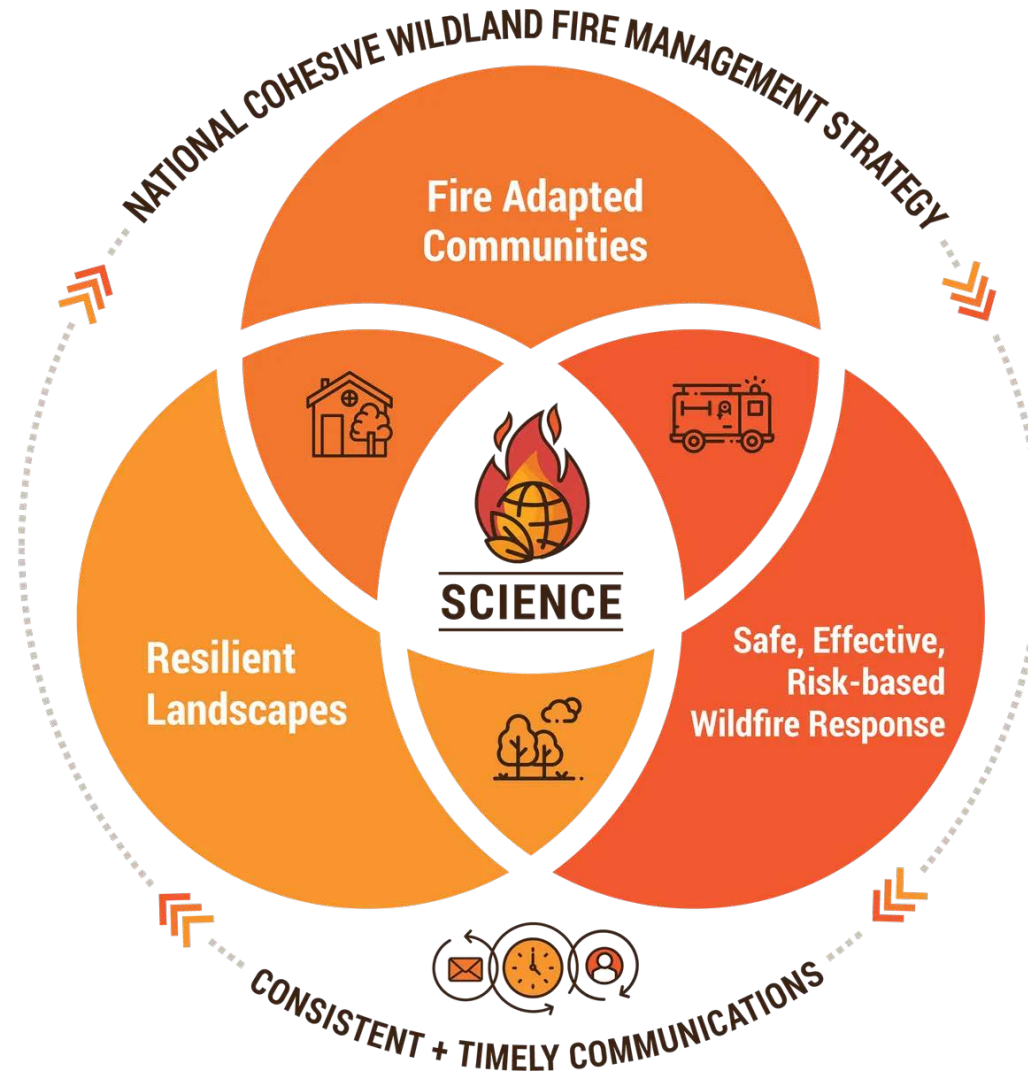 NATIONAL COHESIVE WILDLAND FIRE MANAGEMENT STRATEGY
Fire Adapted
Communities
SCIENCE
Resilient
Landscapes
Safe, Effective,
Risk-based
Wildfire Response
CONSISTENT + TIMELY COMMUNICATIONS